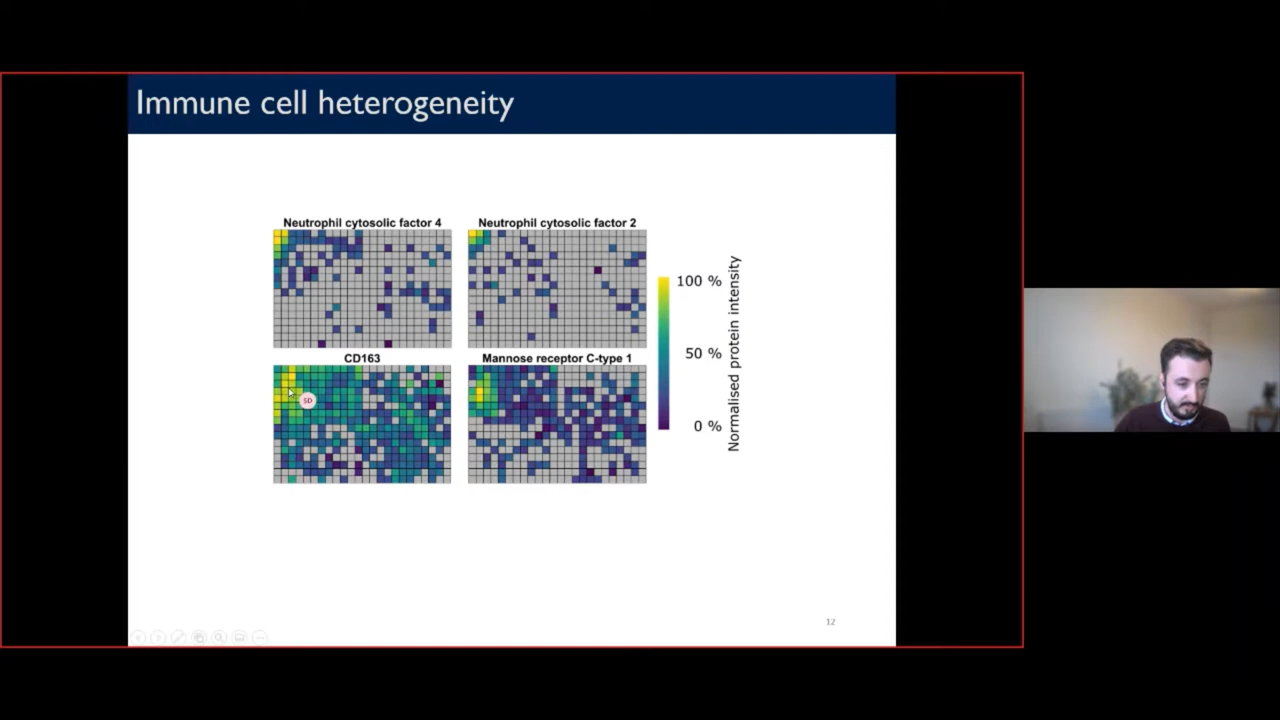 Immune cell heterogeneity
Neutrophil cytosolic factor 4
Neutrophil cytosolic factor 2
CD163
Mannose receptor C-type 1
SD
100 %
50 %
0 %
Normalised protein intensity
12